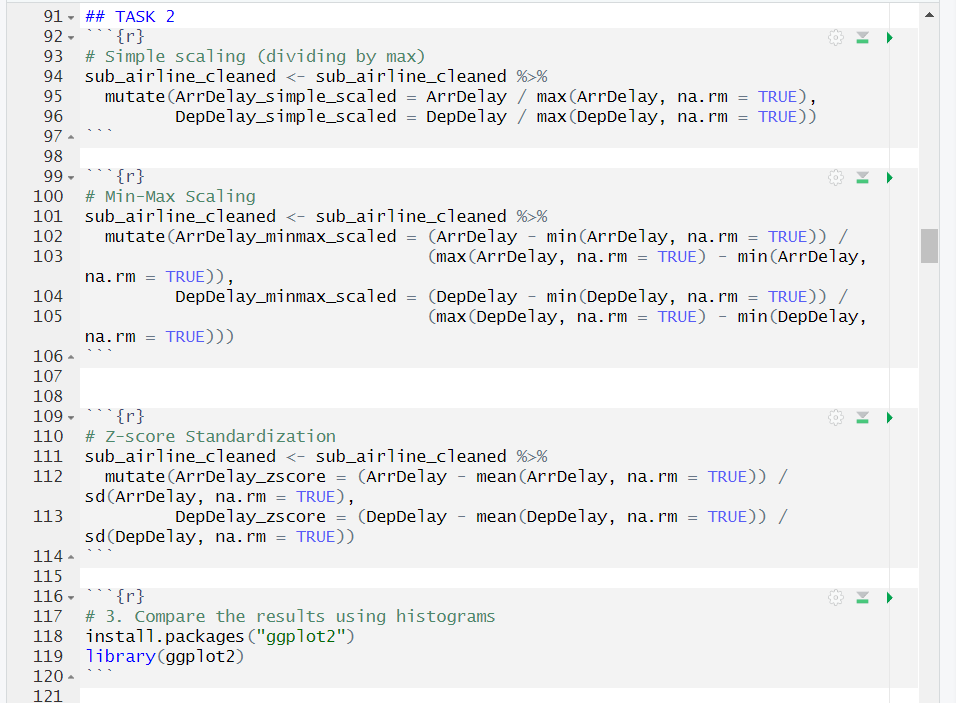 91 ## TASK 2
92 ```{r}
93 # Simple scaling (dividing by max)
94 sub_airline_cleaned <- sub_airline_cleaned %>%
95   mutate(ArrDelay_simple_scaled = ArrDelay / max(ArrDelay, na.rm = TRUE),
96          DepDelay_simple_scaled = DepDelay / max(DepDelay, na.rm = TRUE))
97 ```
98
99 ```{r}
100 # Min-Max Scaling
101 sub_airline_cleaned <- sub_airline_cleaned %>%
102   mutate(ArrDelay_minmax_scaled = (ArrDelay - min(ArrDelay, na.rm = TRUE)) /
103                                   (max(ArrDelay, na.rm = TRUE) - min(ArrDelay,
na.rm = TRUE)),
104          DepDelay_minmax_scaled = (DepDelay - min(DepDelay, na.rm = TRUE)) /
105                                   (max(DepDelay, na.rm = TRUE) - min(DepDelay,
na.rm = TRUE)))
106 ```
107
108
109 ```{r}
110 # Z-score Standardization
111 sub_airline_cleaned <- sub_airline_cleaned %>%
112   mutate(ArrDelay_zscore = (ArrDelay - mean(ArrDelay, na.rm = TRUE)) /
sd(ArrDelay, na.rm = TRUE),
113          DepDelay_zscore = (DepDelay - mean(DepDelay, na.rm = TRUE)) /
sd(DepDelay, na.rm = TRUE))
114 ```
115
116 ```{r}
117 # 3. Compare the results using histograms
118 install.packages("ggplot2")
119 library(ggplot2)
120 ```
121